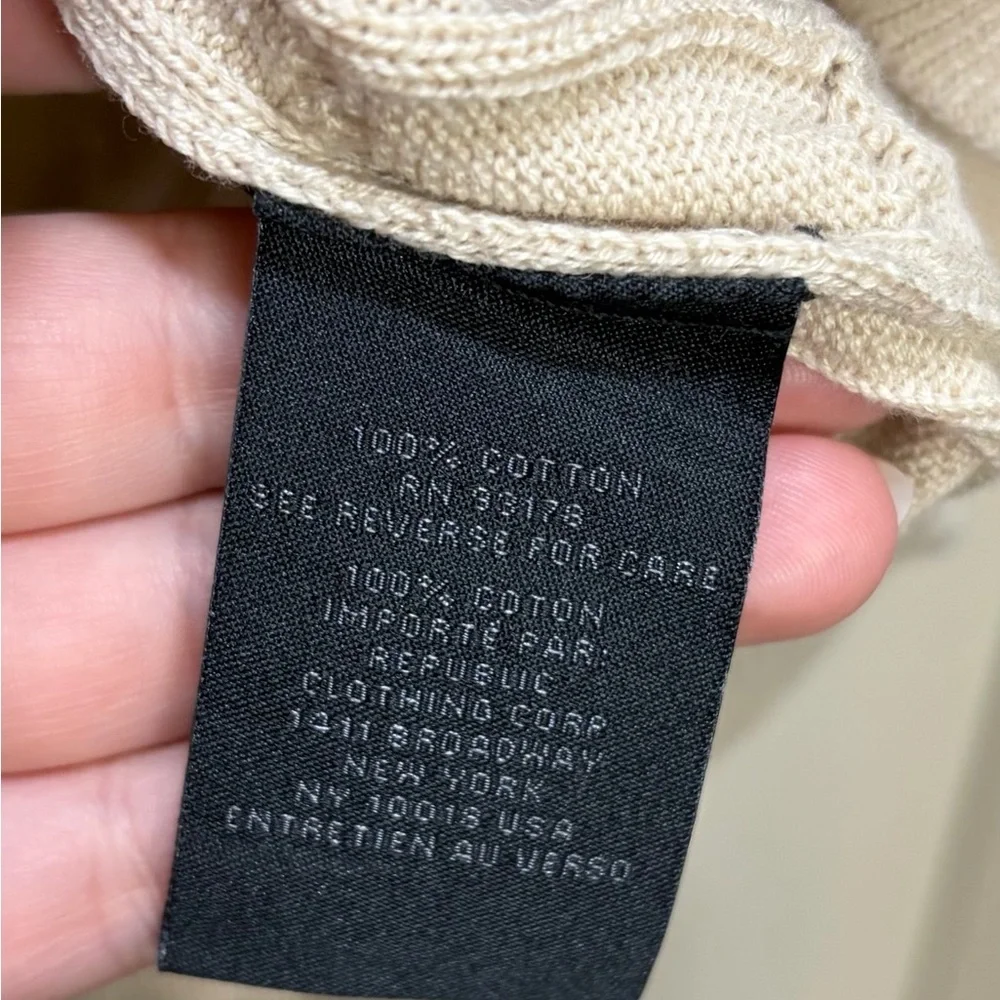 100% COTTON
RN 99178
SEE REVERSE FOR CARE
100% COTON
IMPORTÉ PAR:
REPUBLIC
CLOTHING CORP
1411 BROADWAY
NEW YORK
NY 10018 USA
ENTRETIEN AU VERSO